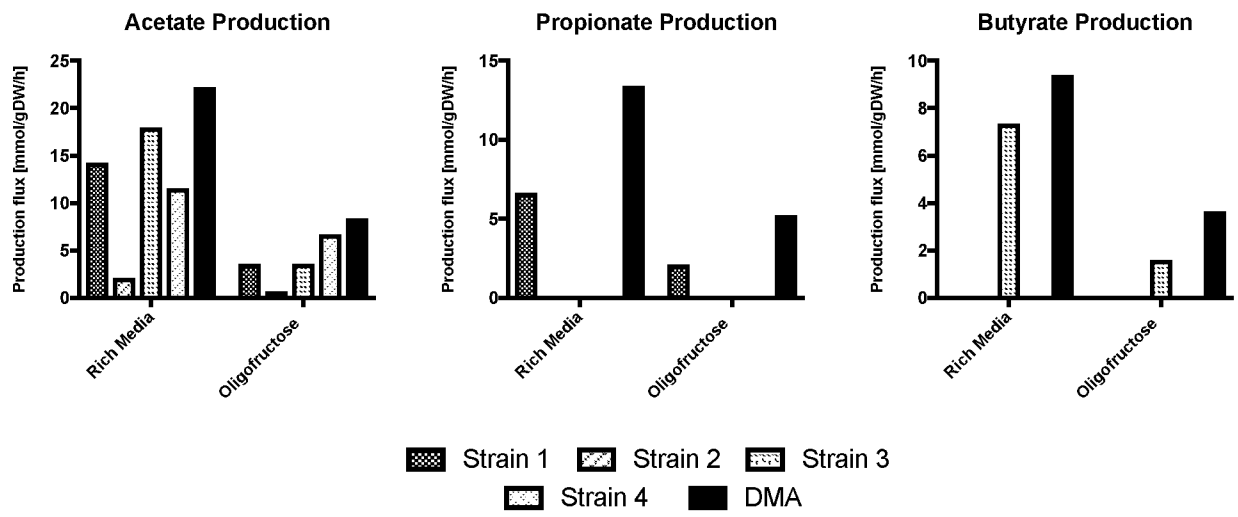 Acetate Production
Production flux [mmol/gDW/h]
25
20
15
10
5
0
Rich Media
Oligofructose
Propionate Production
Production flux [mmol/gDW/h]
15
10
5
0
Rich Media
Oligofructose
Butyrate Production
Production flux [mmol/gDW/h]
10
8
6
4
2
0
Rich Media
Oligofructose
Strain 1 Strain 2 Strain 3
Strain 4 DMA